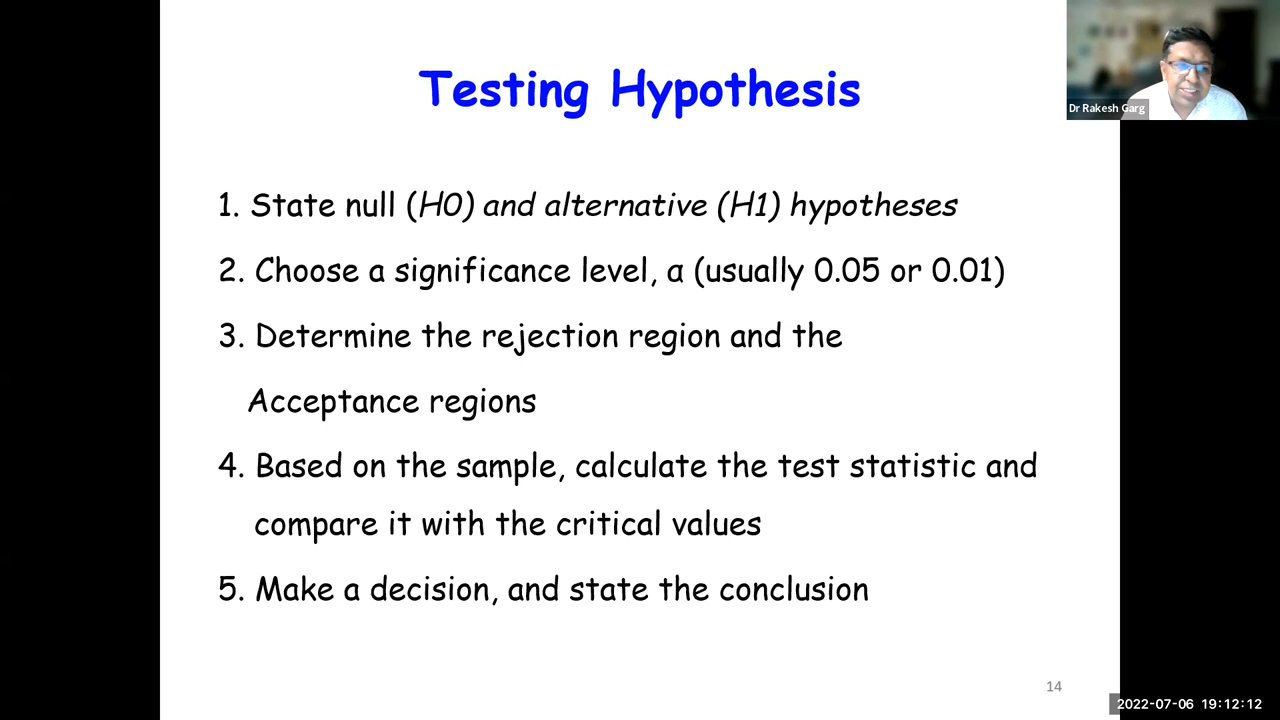 Testing Hypothesis
Dr Rakesh Garg
1. State null (H0) and alternative (H1) hypotheses
2. Choose a significance level, α (usually 0.05 or 0.01)
3. Determine the rejection region and the
Acceptance regions
4. Based on the sample, calculate the test statistic and
compare it with the critical values
5. Make a decision, and state the conclusion
14
2022-07-06 19:12:12